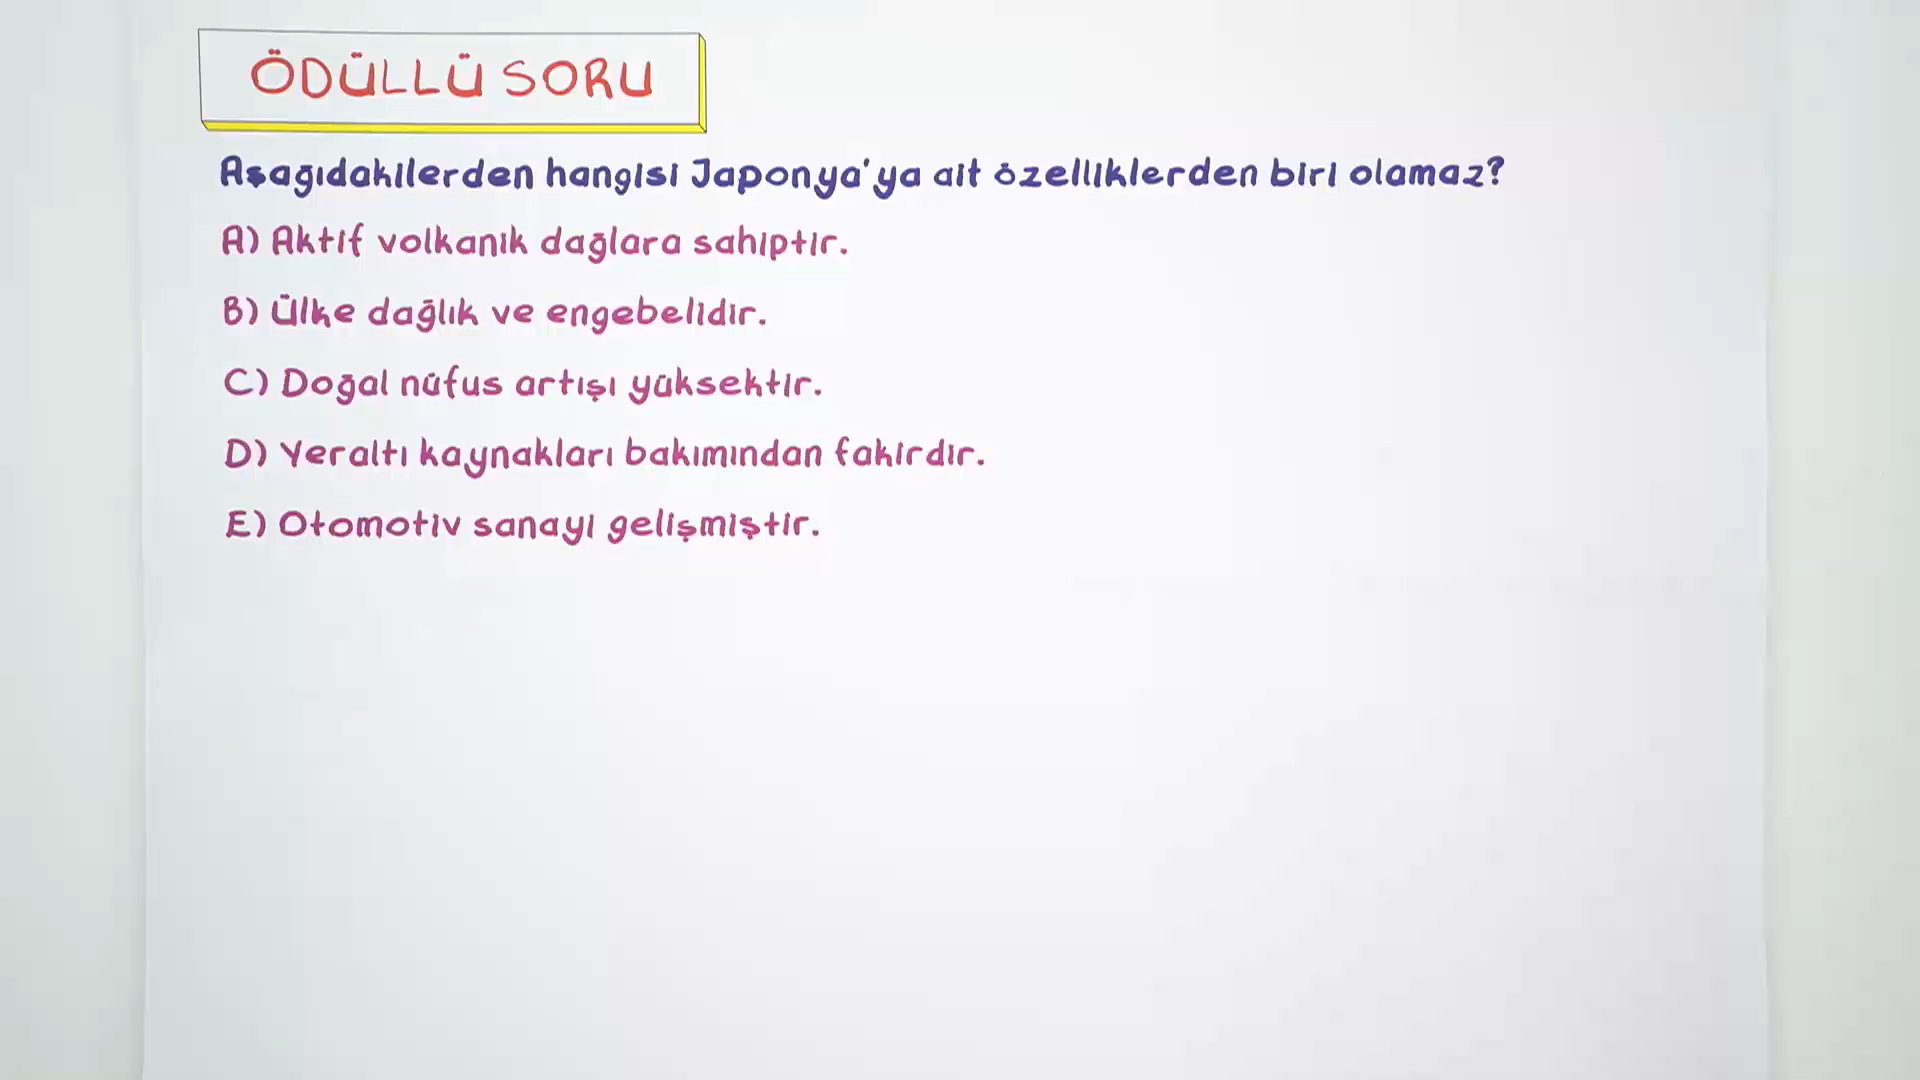 ÖDÜLLÜ SORU
Aşağıdakilerden hangisi Japonya'ya ait özelliklerden biri olamaz?
A) Aktif volkanik dağlara sahiptir.
B) Ülke dağlık ve engebelidir.
C) Doğal nüfus artışı yüksektir.
D) Yeraltı kaynakları bakımından fakirdir.
E) Otomotiv sanayi gelişmiştir.